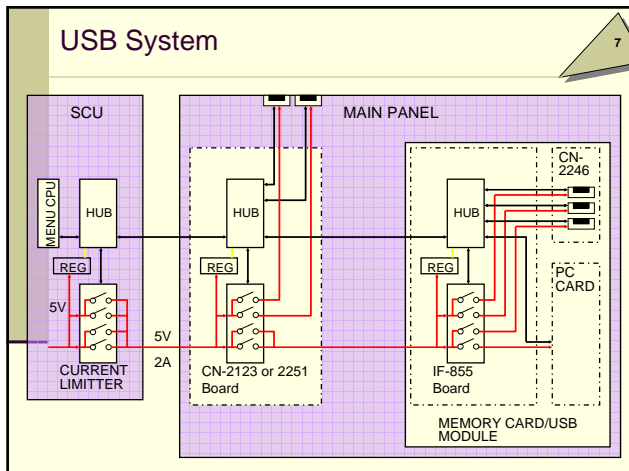 USB System
7
SCU
MAIN PANEL
MENU CPU
HUB
REG
5V
CURRENT
LIMITTER
5V
2A
HUB
REG
CN-2123 or 2251
Board
HUB
REG
IF-855
Board
CN-
2246
PC
CARD
MEMORY CARD/USB
MODULE